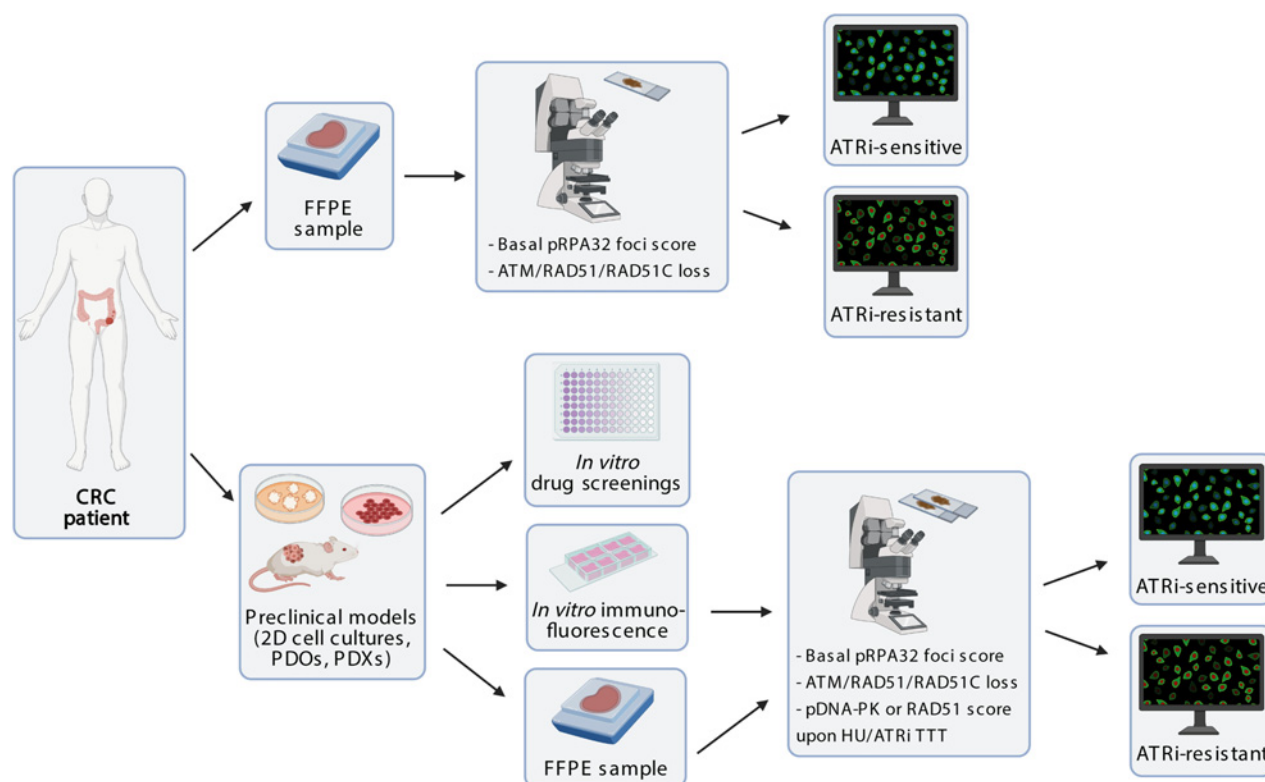 CRC
patient
FFPE
sample
- Basal pRPA32 foci score
- ATM/RAD51/RAD51C loss
ATRi-sensitive
ATRi-resistant
Preclinical models
(2D cell cultures,
PDOs, PDXs)
In vitro
drug screenings
In vitro immuno-
fluorescence
FFPE sample
- Basal pRPA32 foci score
- ATM/RAD51/RAD51C loss
- pDNA-PK or RAD51 score
upon HU/ATRi TTT
ATRi-sensitive
ATRi-resistant